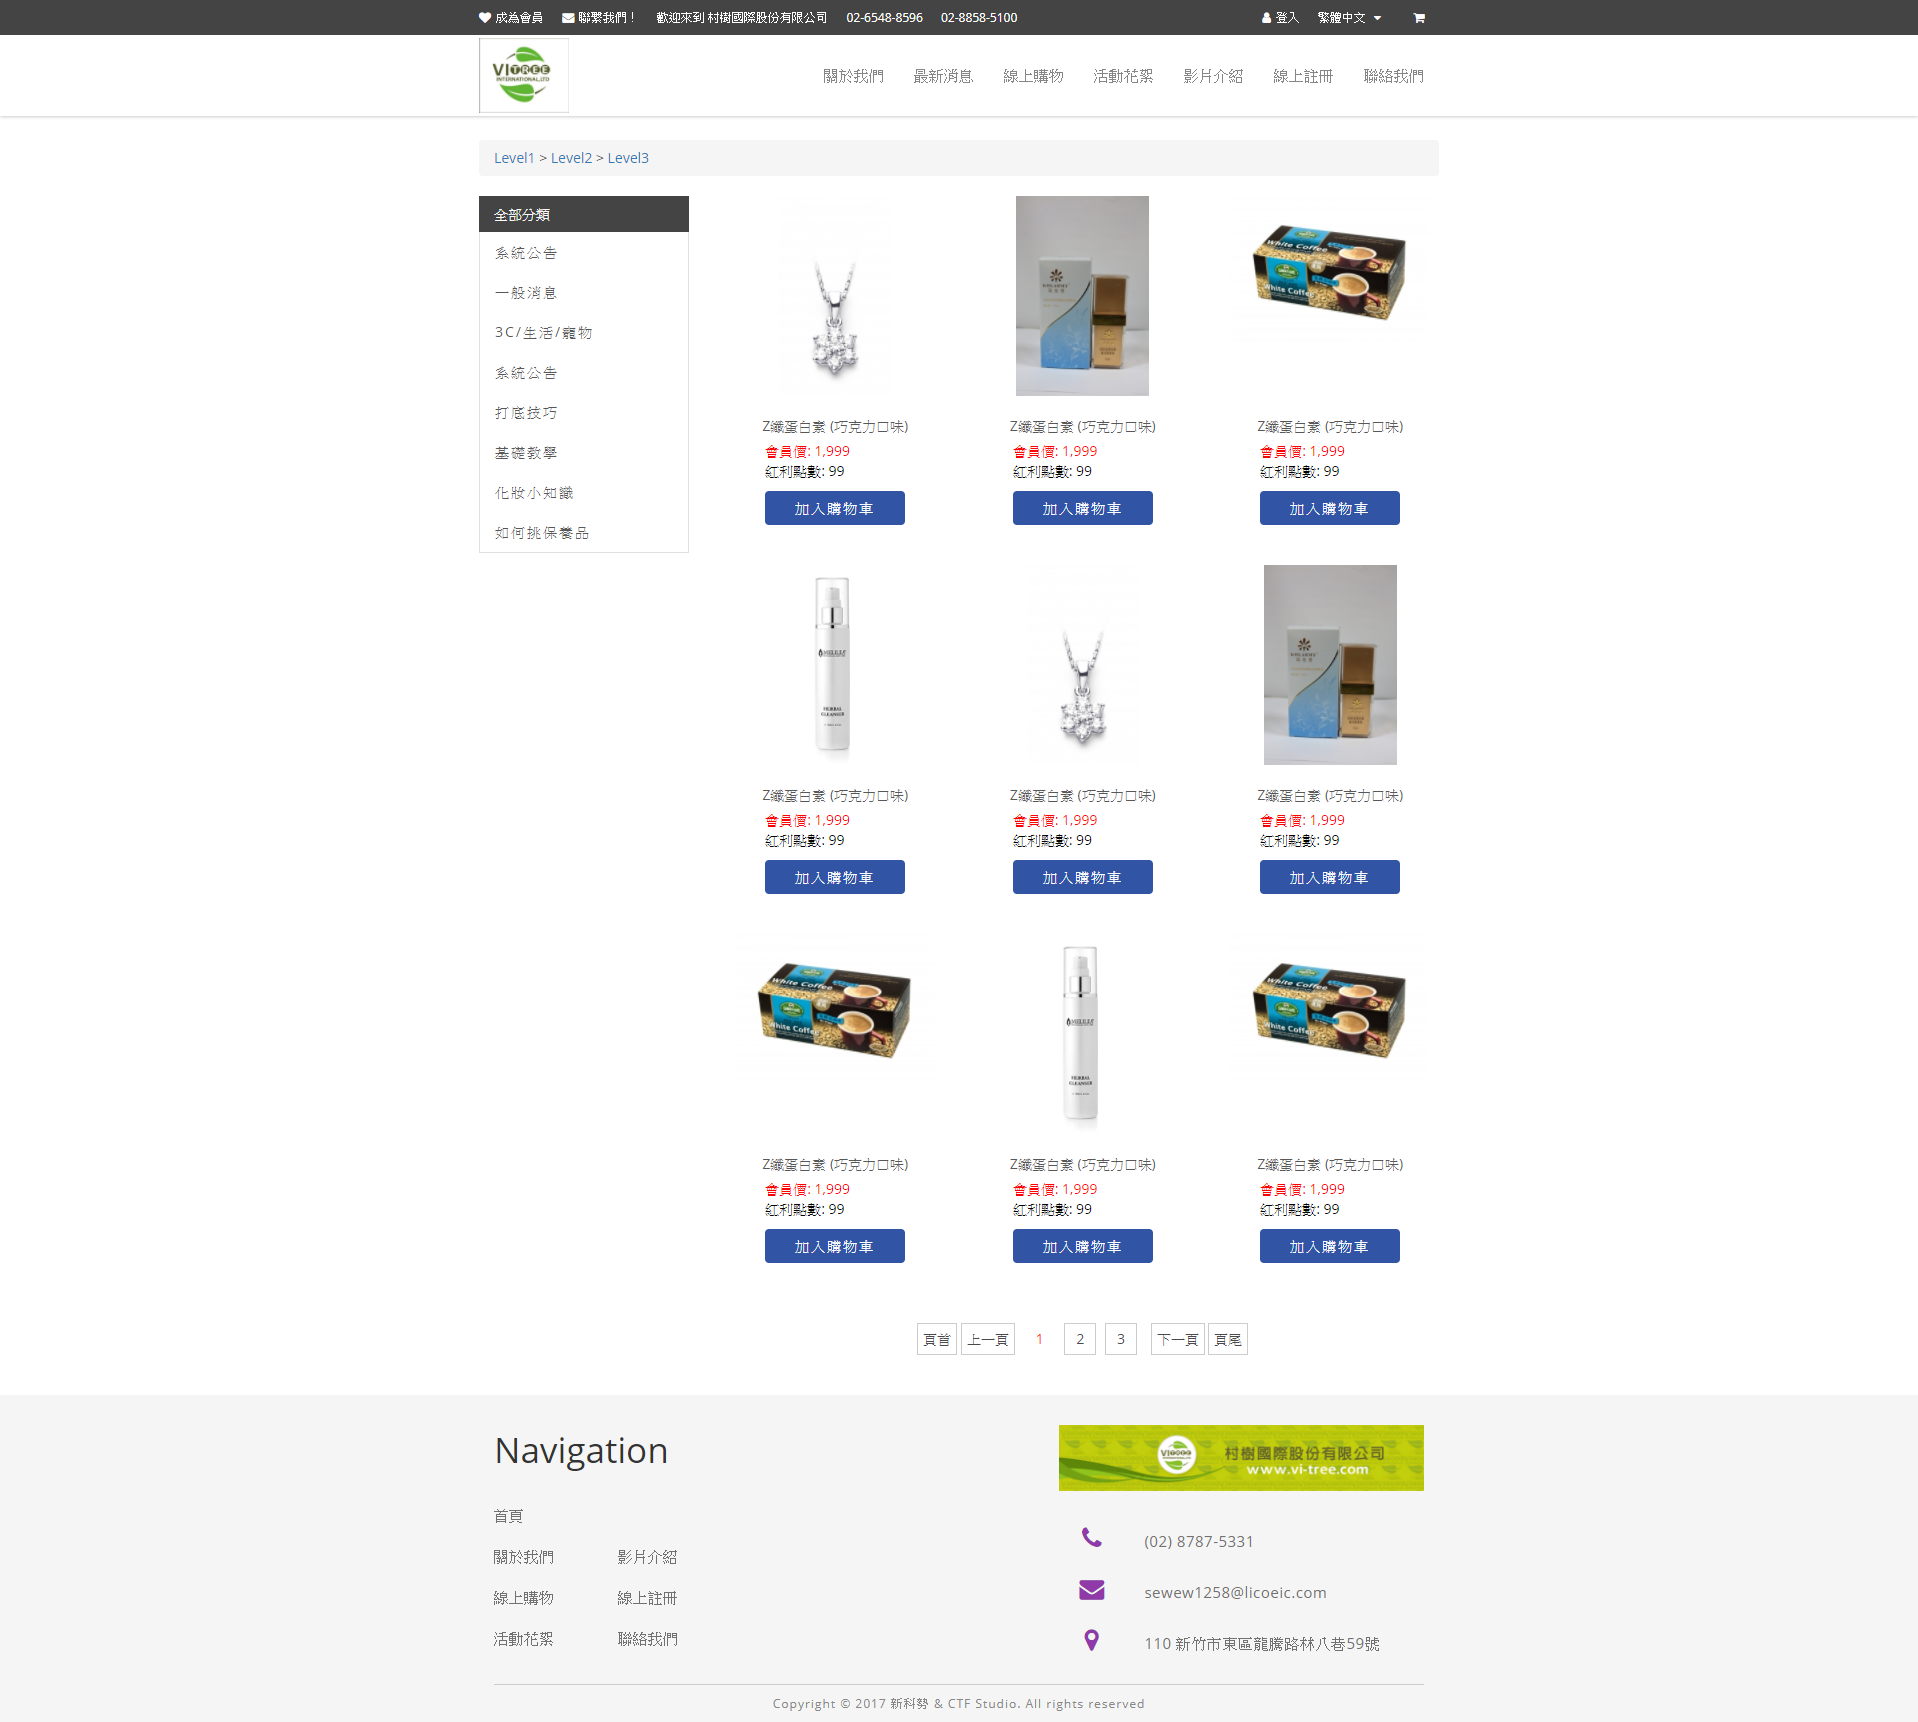 成為會員 聯繫我們！ 歡迎來到 村樹國際股份有限公司 02-6548-8596 02-8858-5100 登入 繁體中文
VITREE
INTERNATIONAL,LTD
關於我們 最新消息 線上購物 活動花絮 影片介紹 線上註冊 聯絡我們
Level1 > Level2 > Level3
全部分類
系統公告
一般消息
3C/生活/寵物
系統公告
打底技巧
基礎教學
化妝小知識
如何挑保養品
White Coffee
White Coffee
Z纖蛋白素 (巧克力口味) Z纖蛋白素 (巧克力口味) Z纖蛋白素 (巧克力口味)
會員價: 1,999 會員價: 1,999 會員價: 1,999
紅利點數: 99 紅利點數: 99 紅利點數: 99
加入購物車 加入購物車 加入購物車
HERBAL
CLEANSER
Z纖蛋白素 (巧克力口味) Z纖蛋白素 (巧克力口味) Z纖蛋白素 (巧克力口味)
會員價: 1,999 會員價: 1,999 會員價: 1,999
紅利點數: 99 紅利點數: 99 紅利點數: 99
加入購物車 加入購物車 加入購物車
White Coffee White Coffee
White Coffee White Coffee
HERBAL
CLEANSER
Z纖蛋白素 (巧克力口味) Z纖蛋白素 (巧克力口味) Z纖蛋白素 (巧克力口味)
會員價: 1,999 會員價: 1,999 會員價: 1,999
紅利點數: 99 紅利點數: 99 紅利點數: 99
加入購物車 加入購物車 加入購物車
頁首 上一頁 1 2 3 下一頁 頁尾
Navigation
首頁
關於我們 影片介紹
線上購物 線上註冊
活動花絮 聯絡我們
村樹國際股份有限公司
www.vi-tree.com
(02) 8787-5331
sewew1258@licoeic.com
110 新竹市東區龍騰路林八巷59號
Copyright © 2017 新科勢 & CTF Studio. All rights reserved